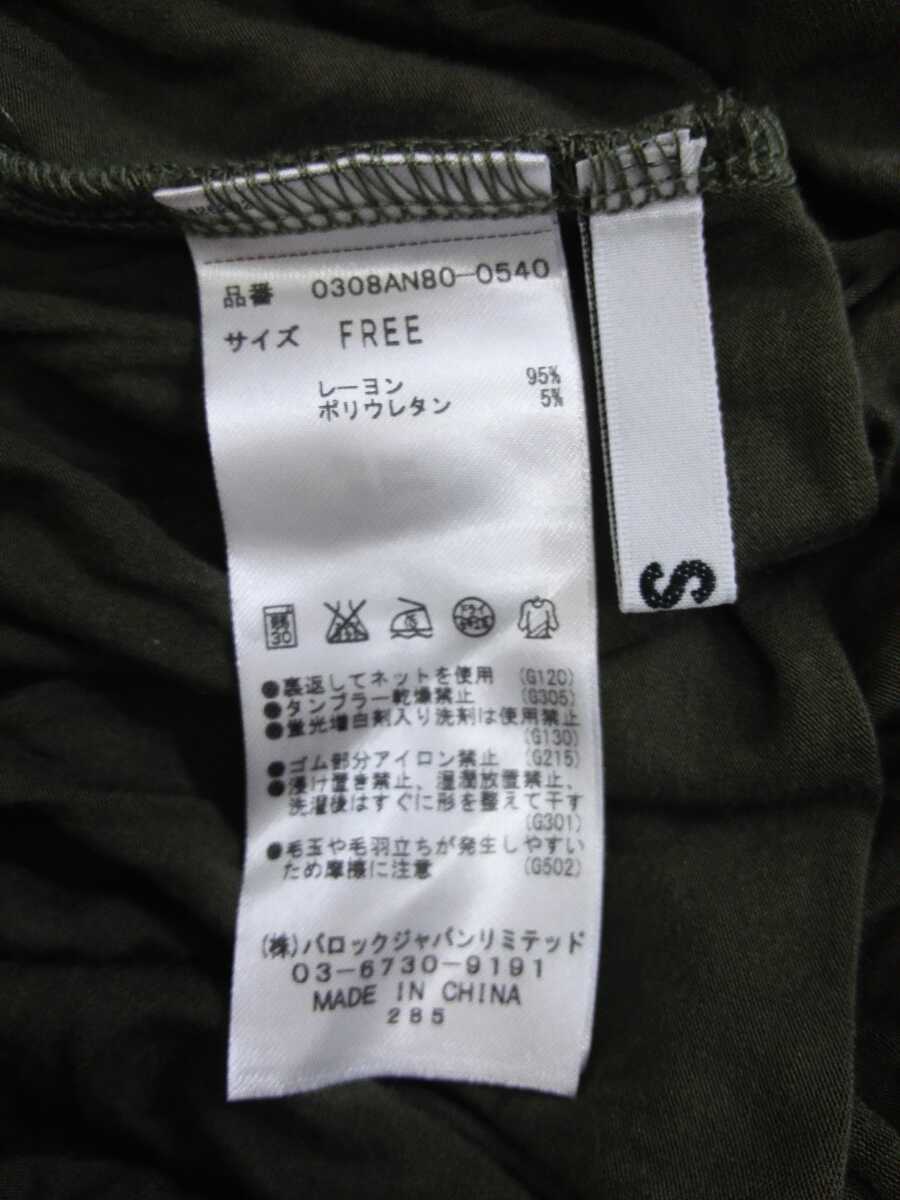 品番 0308AN80-0540
サイズ FREE
レーヨン 95%
ポリウレタン 5%
30
ドライ
●裏返してネットを使用 (G120)
●タンブラー乾燥禁止 (G305)
●蛍光増白剤入り洗剤は使用禁止
(G130)
●ゴム部分アイロン禁止 (G215)
●浸け置き禁止、湿潤放置禁止、
洗濯後はすぐに形を整えて干す
(G301)
●毛玉や毛羽立ちが発生しやすい
ため摩擦に注意 (G502)
(株)バロックジャパンリミテッド
03-6730-9191
MADE IN CHINA
285
S